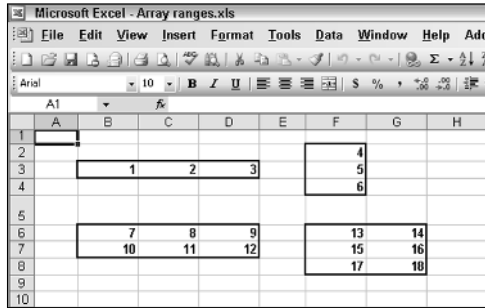 Microsoft Excel - Array ranges.xls
File Edit View Insert Format Tools Data Window Help
Arial 10 B I U $ % ,
A1 fx
A B C D E F G H
1
2 4
3 1 2 3 5
4 6
5
6 7 8 9 13 14
7 10 11 12 15 16
8 17 18
9
10